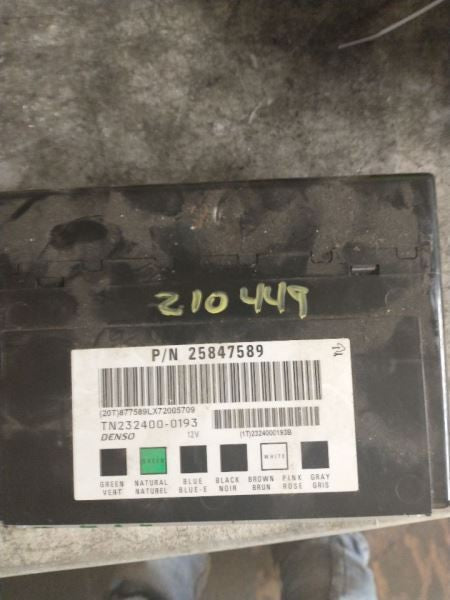 210449
P/N 25847589
(20T)877589LX72005709
TN232400-0193
DENSO 12V (1T)2324000193B
GREEN WHITE
GREEN NATURAL BLUE BLACK BROWN PINK GRAY
VERT NATUREL BLUE-E NOIR BRUN ROSE GRIS